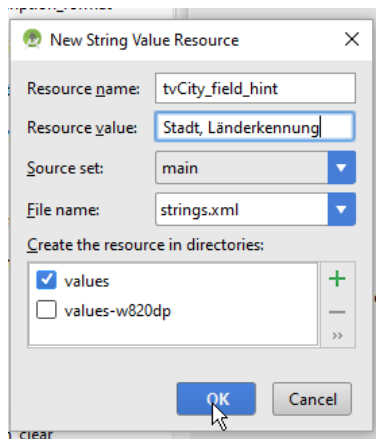 New String Value Resource
Resource name: tvCity_field_hint
Resource value: Stadt, Länderkennung
Source set: main
File name: strings.xml
Create the resource in directories:
values
values-w820dp
OK Cancel
clear